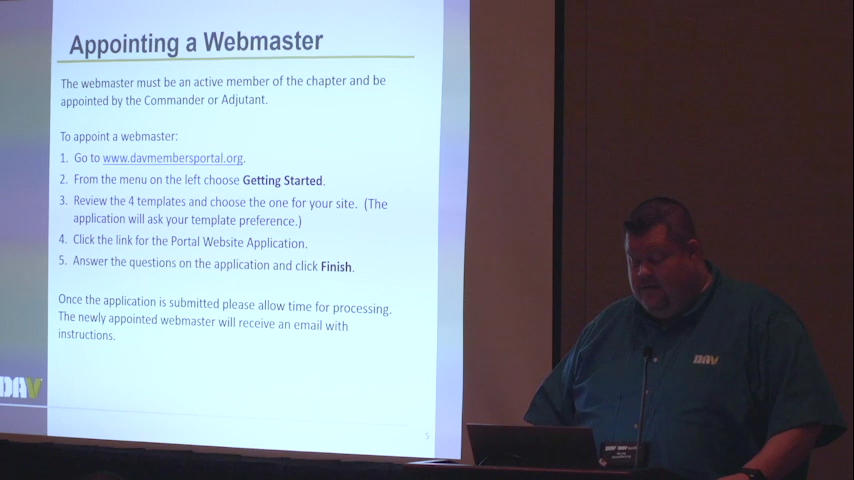 Appointing a Webmaster
The webmaster must be an active member of the chapter and be
appointed by the Commander or Adjutant.
To appoint a webmaster:
1. Go to www.davmembersportal.org.
2. From the menu on the left choose Getting Started.
3. Review the 4 templates and choose the one for your site. (The
application will ask your template preference.)
4. Click the link for the Portal Website Application.
5. Answer the questions on the application and click Finish.
Once the application is submitted please allow time for processing.
The newly appointed webmaster will receive an email with
instructions.
DAV
5
DAV